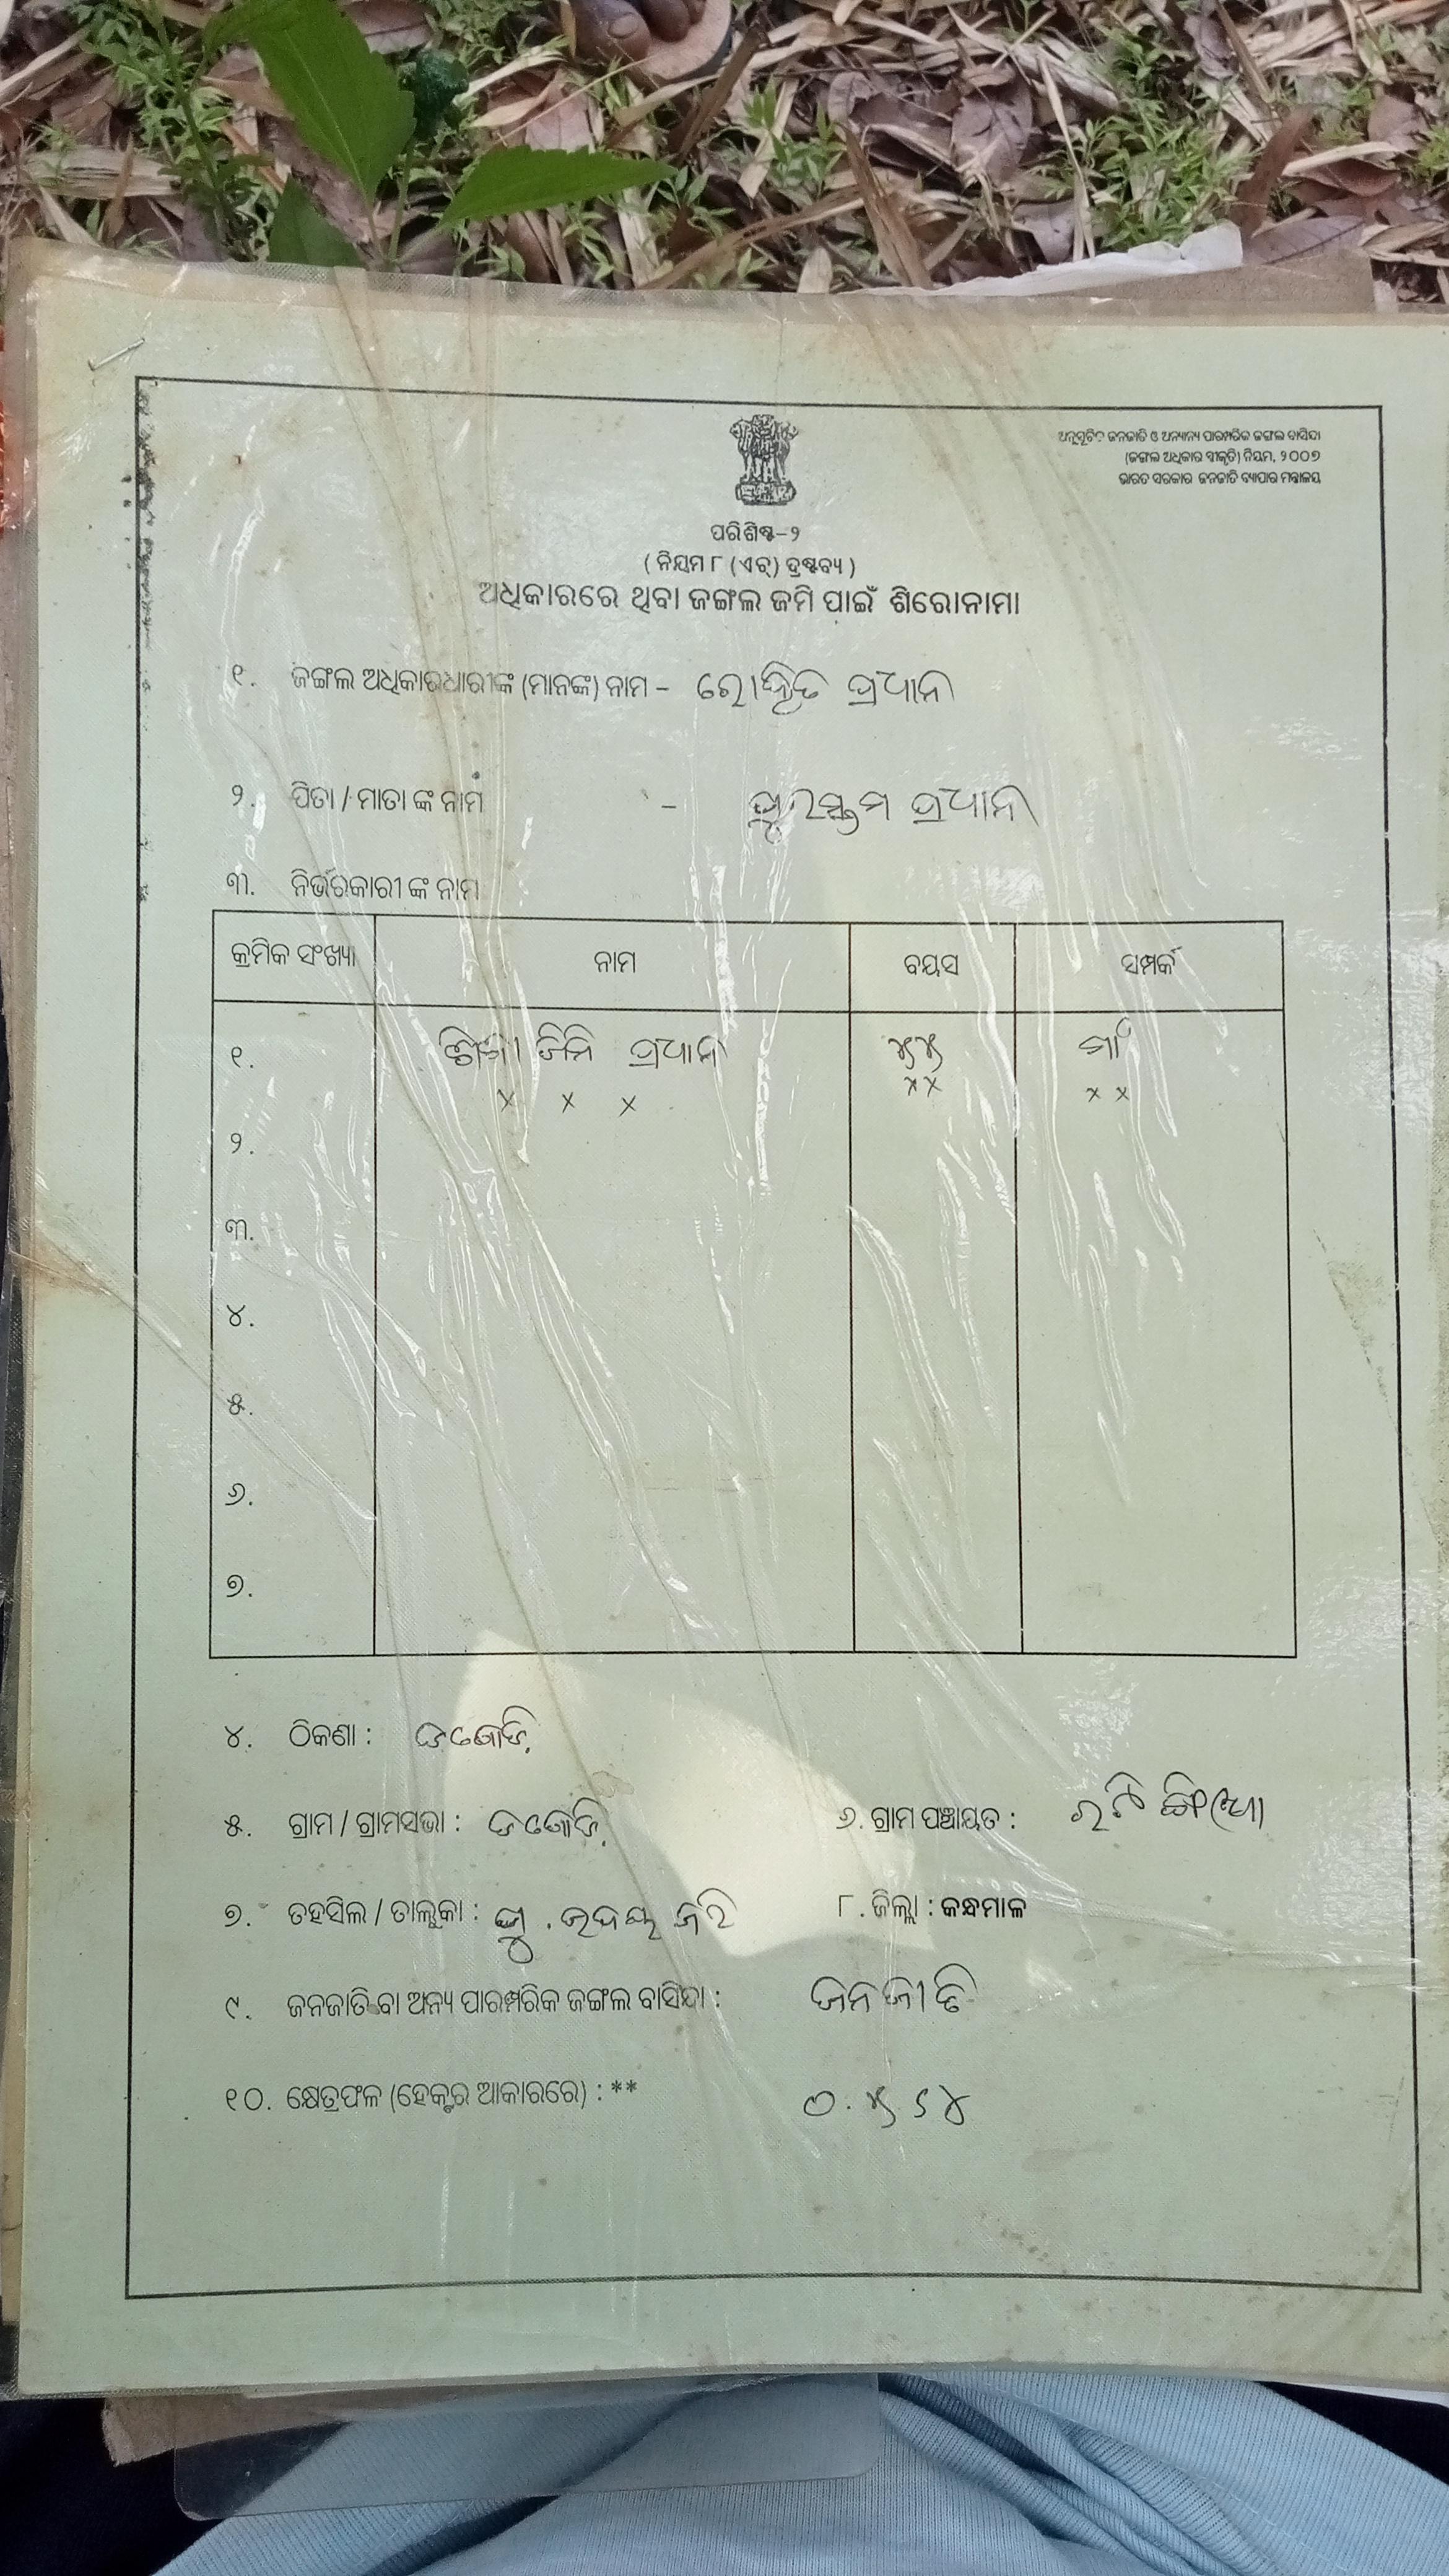 ଅନୁସୂଚିତ ଜନଜାତି ଓ ଅନ୍ୟାନ୍ୟ ପାରମ୍ପରିକ ଜଙ୍ଗଲ ବାସିନ୍ଦା
(ଜଙ୍ଗଲ ଅଧିକାର ସ୍ୱୀକୃତି) ନିୟମ, ୨୦୦୭
ଭାରତ ସରକାର ଜନଜାତି ବ୍ୟାପାର ମନ୍ତ୍ରାଳୟ
ପରିଶିଷ୍ଟ-୨
( ନିୟମ ୮ (ଏଚ୍) ଦ୍ରଷ୍ଟବ୍ୟ )
ଅଧିକାରରେ ଥିବା ଜଙ୍ଗଲ ଜମି ପାଇଁ ଶିରୋନାମା
୧. ଜଙ୍ଗଲ ଅଧିକାରଧାରୀଙ୍କ (ମାନଙ୍କ) ନାମ - ପ୍ରଧାନ
୨. ପିତା / ମାତା ଙ୍କ ନାମ - ପ୍ରଧାନ
୩. ନିର୍ଭରକାରୀ ଙ୍କ ନାମ
କ୍ରମିକ ସଂଖ୍ୟା ନାମ ବୟସ ସମ୍ପର୍କ
୧. ମିନି ପ୍ରଧାନ ୪୫ ମାଁ
x x x x x x x
୨.
୩.
୪.
୫.
୬.
୭.
୪. ଠିକଣା :
୫. ଗ୍ରାମ / ଗ୍ରାମସଭା : ୬. ଗ୍ରାମ ପଞ୍ଚାୟତ :
୭. ତହସିଲ / ତାଲୁକା : ଜି . ଉଦୟ ଗିରି ୮. ଜିଲ୍ଲା : କନ୍ଧମାଳ
୯. ଜନଜାତି ବା ଅନ୍ୟ ପାରମ୍ପରିକ ଜଙ୍ଗଲ ବାସିନ୍ଦା : ଜନଜାତି
୧୦. କ୍ଷେତ୍ରଫଳ (ହେକ୍ଟର ଆକାରରେ) : **